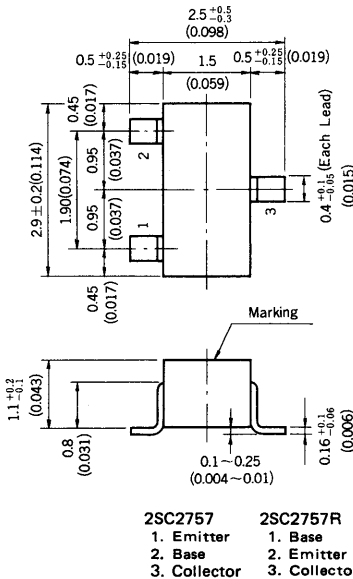 2.5 +0.5 -0.3
(0.098)
0.5 +0.25 -0.15 (0.019)
1.5
(0.059)
0.5 +0.25 -0.15 (0.019)
0.45
(0.017)
2
0.95
(0.037)
2.9 ± 0.2(0.114)
1.90(0.074)
0.95
(0.037)
1
0.45
(0.017)
3
0.4 +0.1 -0.05 (Each Lead)
(0.015)
Marking
1.1 +0.2 -0.1
(0.043)
0.8
(0.031)
0.1~0.25
(0.004~0.01)
0.16 +0.1 -0.06
(0.006)
2SC2757 2SC2757R
1. Emitter 1. Base
2. Base 2. Emitter
3. Collector 3. Collecto